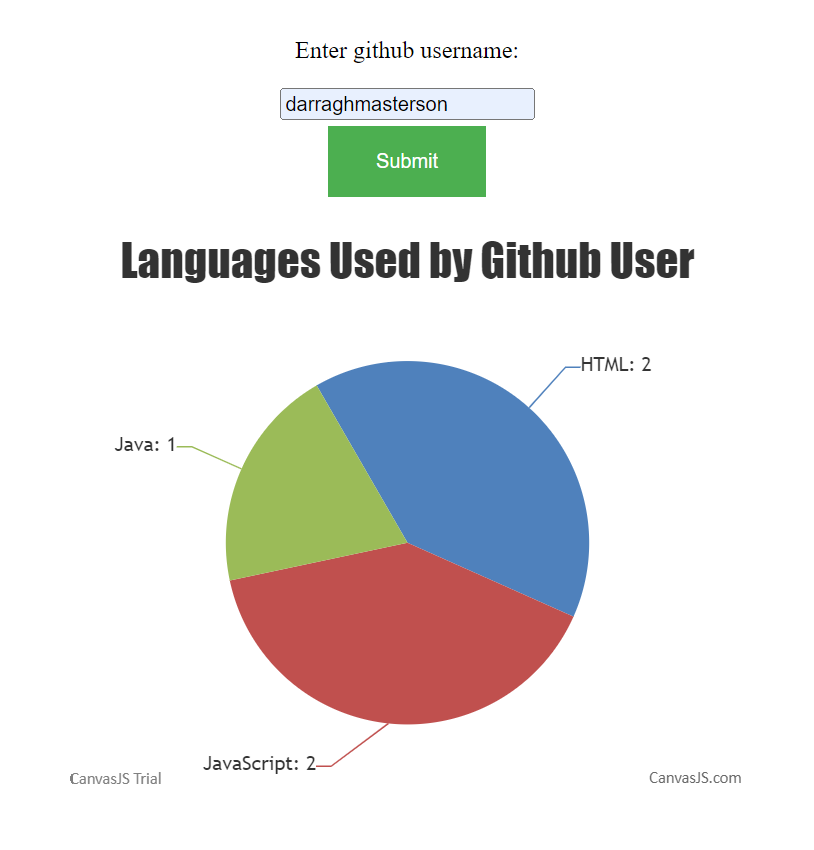 Enter github username:
darraghmasterson
Submit
Languages Used by Github User
HTML: 2
Java: 1
JavaScript: 2
CanvasJS Trial
CanvasJS.com